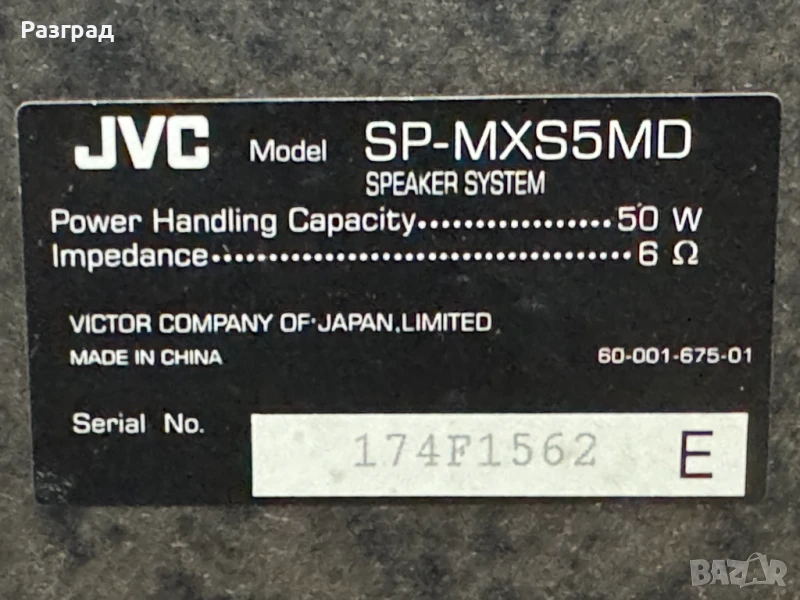 Разград
JVC Model SP-MXS5MD
SPEAKER SYSTEM
Power Handling Capacity..................50 W
Impedance.....................................6 Ω
VICTOR COMPANY OF JAPAN,LIMITED
MADE IN CHINA 60-001-675-01
Serial No. 174F1562 E
BAZAR